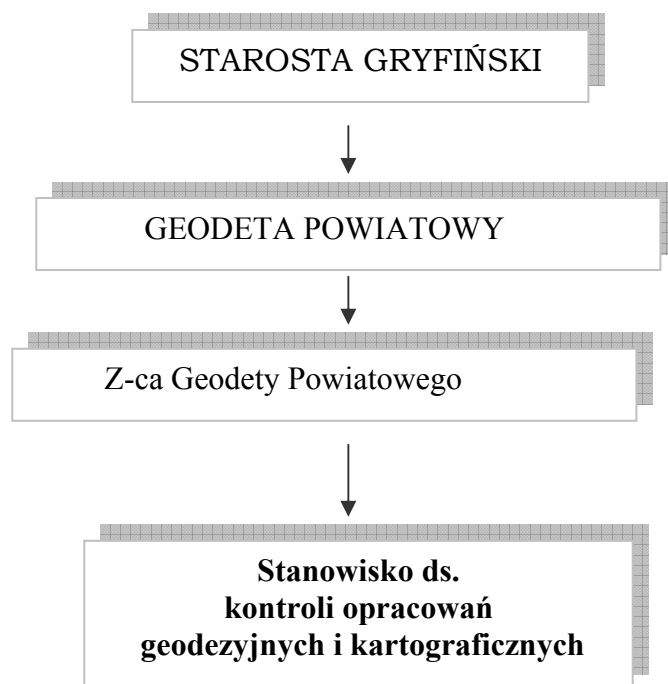 STAROSTA GRYFIŃSKI
GEODETA POWIATOWY
Z-ca Geodety Powiatowego
Stanowisko ds.
kontroli opracowań
geodezyjnych i kartograficznych